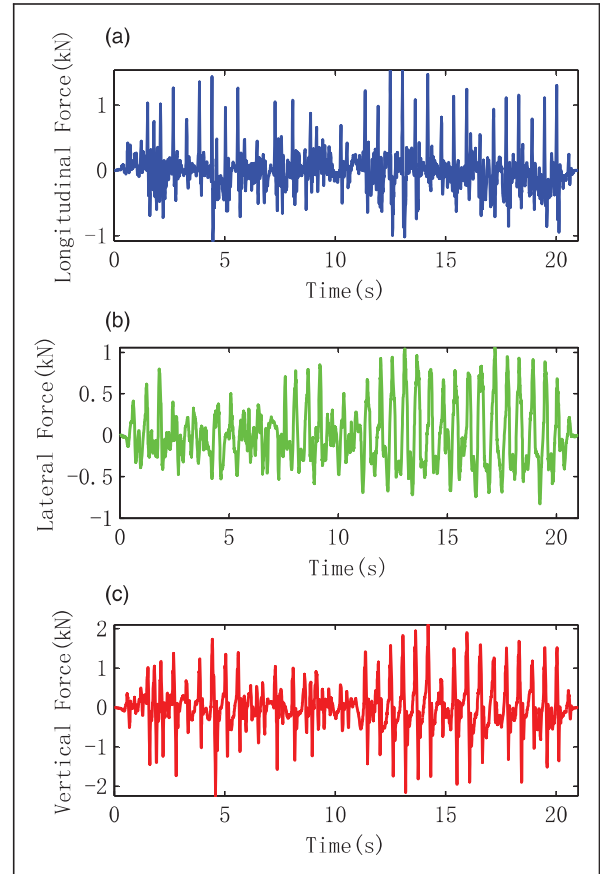 (a)
Longitudinal Force(kN)
1
0
-1
0 5 10 15 20
Time(s)
(b)
Lateral Force(kN)
1
0.5
0
-0.5
-1
0 5 10 15 20
Time(s)
(c)
Vertical Force(kN)
2
1
0
-1
-2
0 5 10 15 20
Time(s)